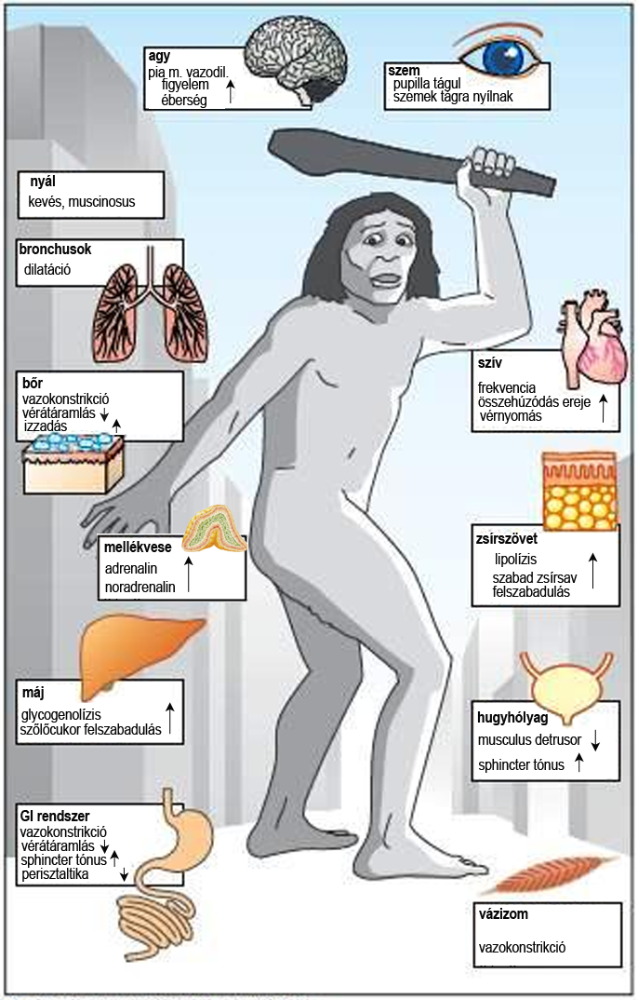 agy
pia m. vazodil.
figyelem
éberség ↑
szem
pupilla tágul
szemek tágra nyílnak
nyál
kevés, muscinosus
bronchusok
dilatáció
bőr
vazokonstrikció
vérátáramlás ↓
izzadás ↑
szív
frekvencia
összehúzódás ereje ↑
vérnyomás
mellékvese
adrenalin ↑
noradrenalin
zsírszövet
lipolízis ↑
szabad zsírsav
felszabadulás
máj
glycogenolízis ↑
szőlőcukor felszabadulás
hugyhólyag
musculus detrusor ↓
sphincter tónus ↑
GI rendszer
vazokonstrikció
vérátáramlás ↓
sphincter tónus ↑
perisztaltika ↓
vázizom
vazokonstrikció